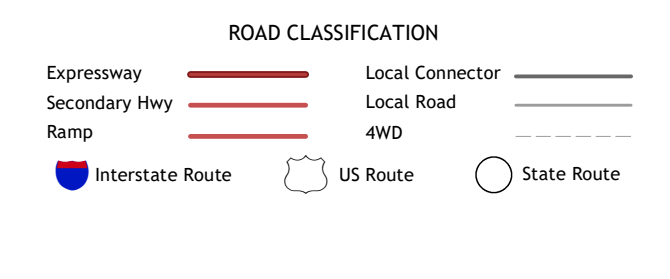 ROAD CLASSIFICATION
Expressway
Local Connector
Secondary Hwy
Local Road
Ramp
4WD
Interstate Route
US Route
State Route